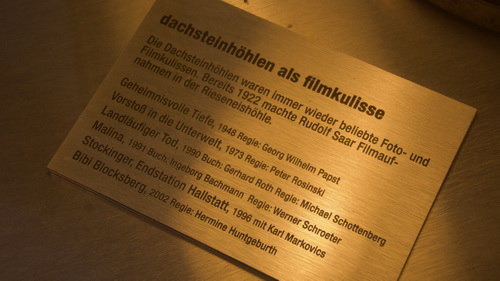 dachsteinhöhlen als filmkulisse
Die Dachsteinhöhlen waren immer wieder beliebte Foto- und
Filmkulissen. Bereits 1922 machte Rudolf Saar Filmauf-
nahmen in der Rieseneishöhle.
Geheimnisvolle Tiefe, 1948 Regie: Georg Wilhelm Papst
Vorstoß in die Unterwelt, 1973 Regie: Peter Rosinski
Landläufiger Tod, 1990 Buch: Gerhard Roth Regie: Michael Schottenberg
Malina, 1991 Buch: Ingeborg Bachmann Regie: Werner Schroeter
Stockinger, Endstation Hallstatt, 1996 mit Karl Markovics
Bibi Blocksberg, 2002 Regie: Hermine Huntgeburth